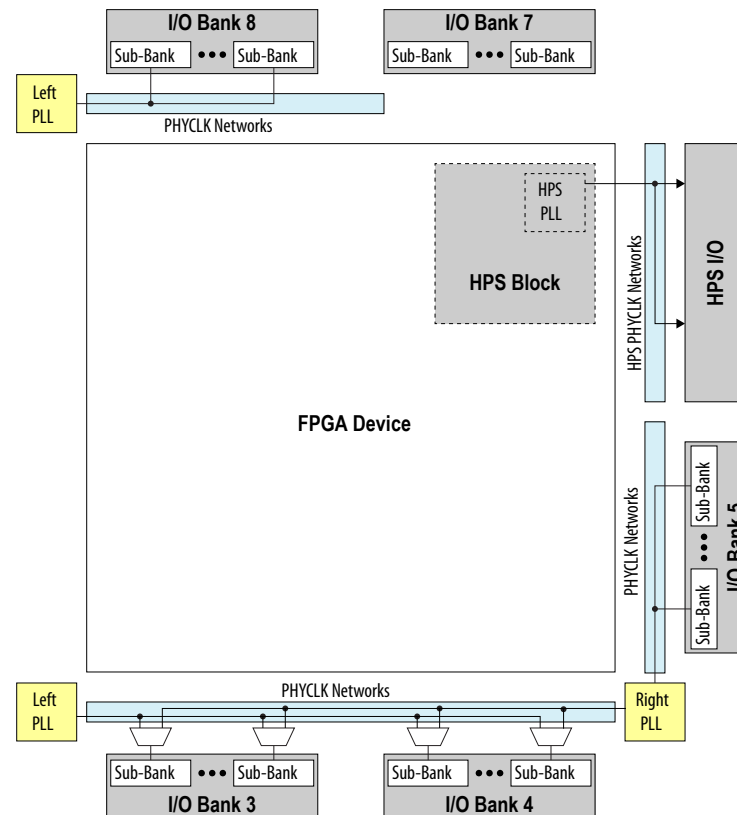 I/O Bank 8
Sub-Bank ••• Sub-Bank
I/O Bank 7
Sub-Bank ••• Sub-Bank
Left
PLL
PHYCLK Networks
HPS
PLL
HPS Block
HPS PHYCLK Networks
HPS I/O
FPGA Device
PHYCLK Networks
Sub-Bank ••• Sub-Bank
I/O Bank 5
Left
PLL
PHYCLK Networks
Right
PLL
Sub-Bank ••• Sub-Bank
I/O Bank 3
Sub-Bank ••• Sub-Bank
I/O Bank 4